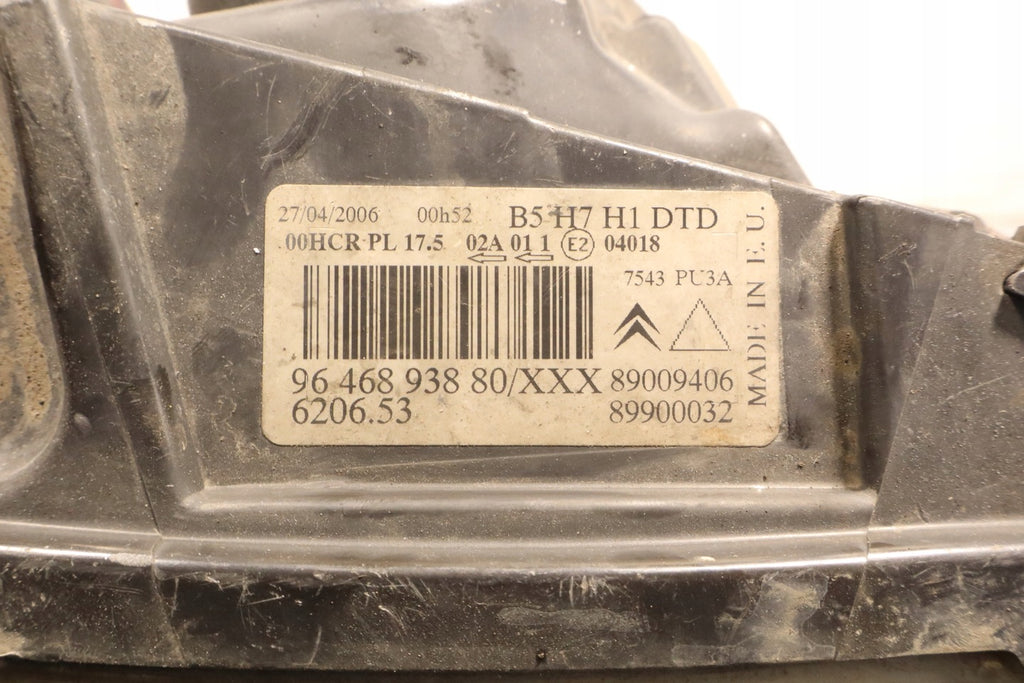 27/04/2006 00h52 B5 H7 H1 DTD
00HCR PL 17.5 02A 01 1 E2 04018
7543 PU3A
96 468 938 80/XXX 89009406
6206.53 89900032
MADE IN E.U.